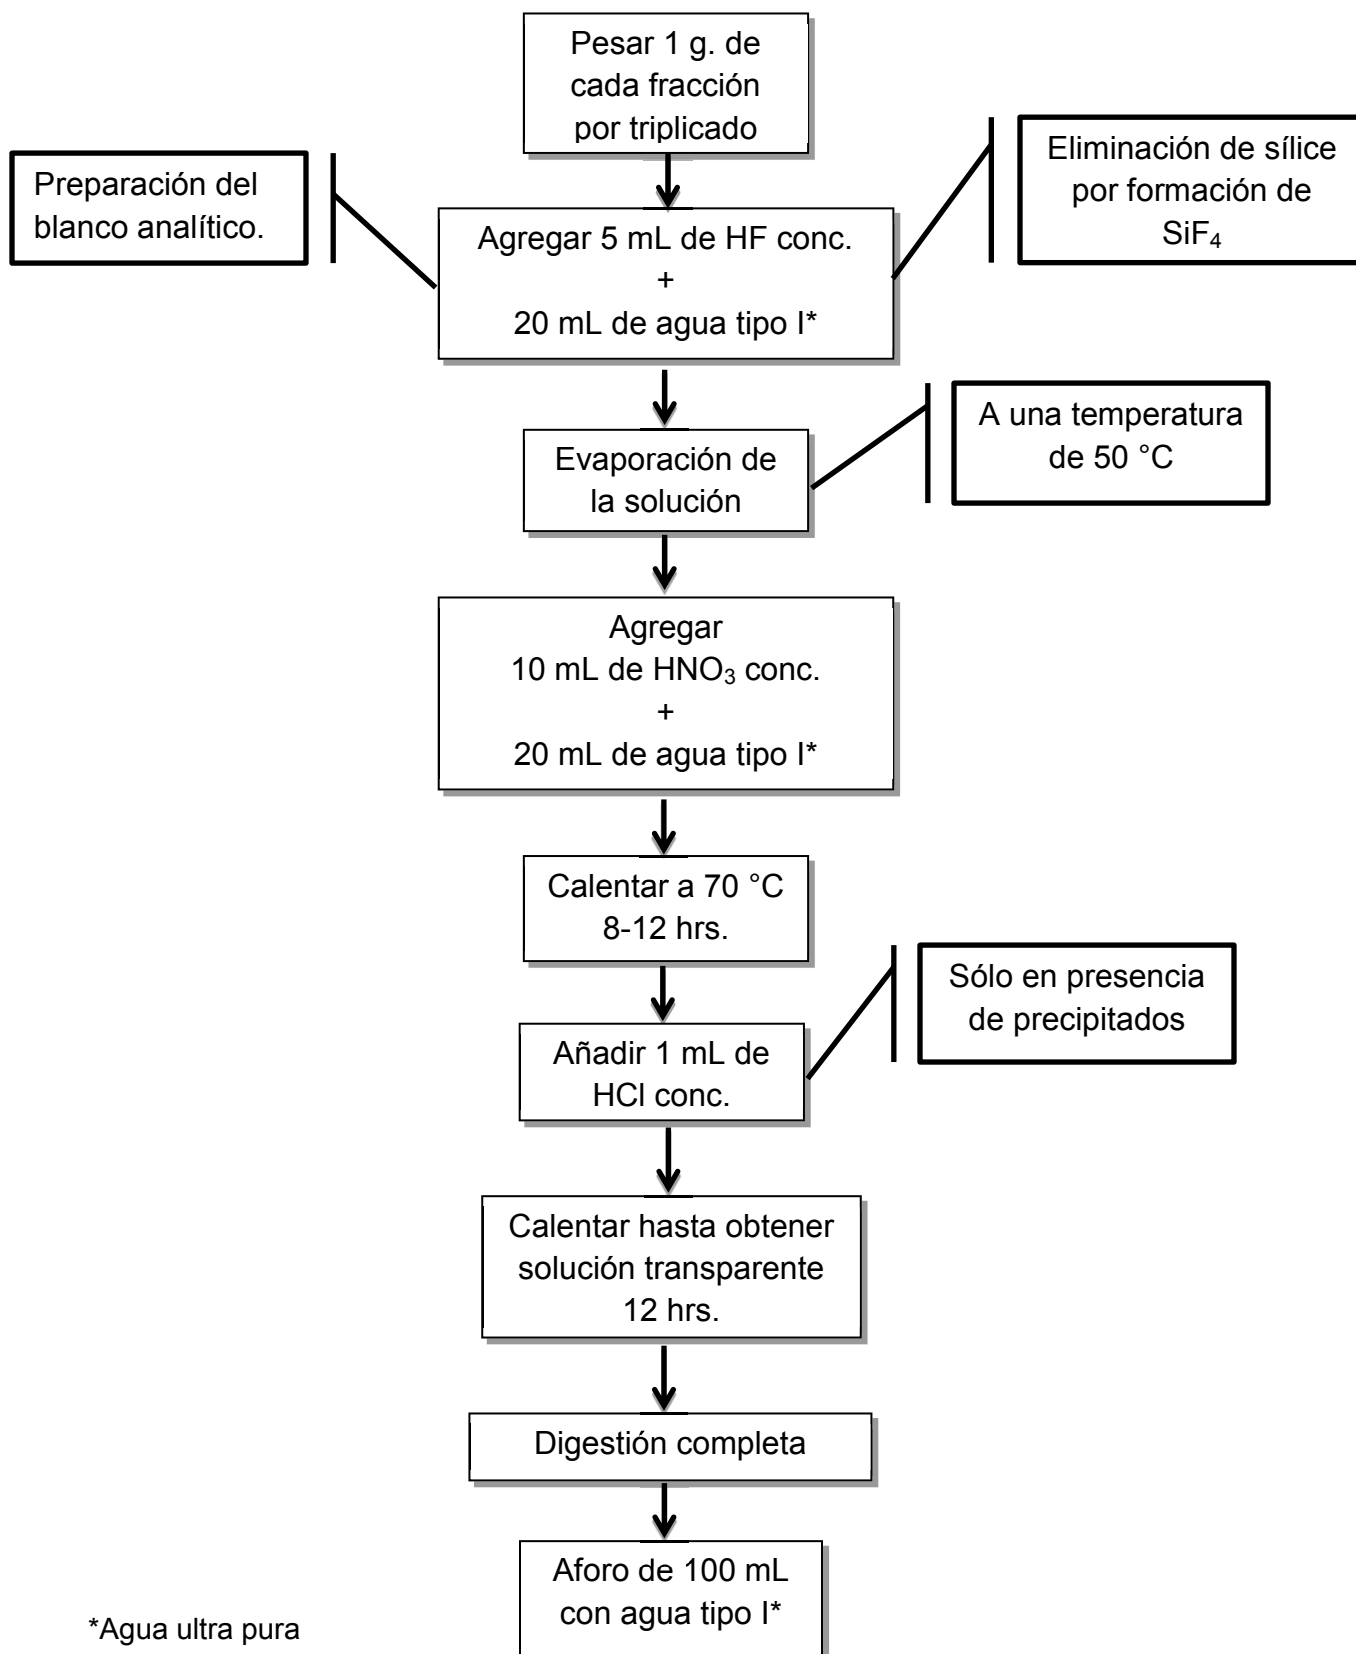 Pesar 1 g. de
cada fracción
por triplicado
Preparación del
blanco analítico.
Eliminación de sílice
por formación de
SiF₄
Agregar 5 mL de HF conc.
+
20 mL de agua tipo I*
A una temperatura
de 50 °C
Evaporación de
la solución
Agregar
10 mL de HNO₃ conc.
+
20 mL de agua tipo I*
Calentar a 70 °C
8-12 hrs.
Sólo en presencia
de precipitados
Añadir 1 mL de
HCl conc.
Calentar hasta obtener
solución transparente
12 hrs.
Digestión completa
Aforo de 100 mL
con agua tipo I*
*Agua ultra pura